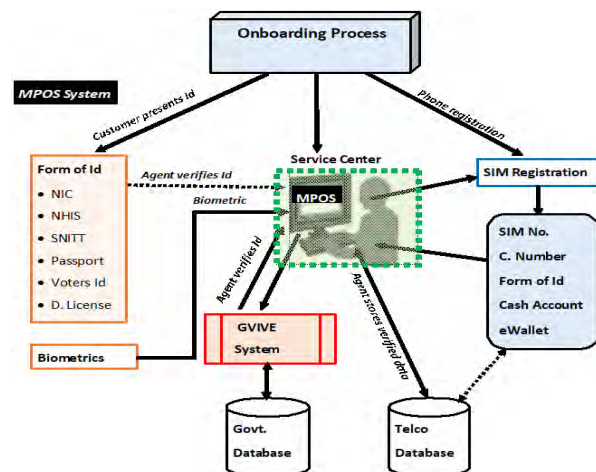 Onboarding Process
MPOS System
Customer presents id
Phone registration
Service Center
Form of Id
• NIC
• NHIS
• SNITT
• Passport
• Voters Id
• D. License
Agent verifies Id
Biometric
MPOS
SIM Registration
SIM No.
C. Number
Form of Id
Cash Account
eWallet
Agent verifies Id
Agent stores verified data
Biometrics
GVIVE
System
Govt.
Database
Telco
Database